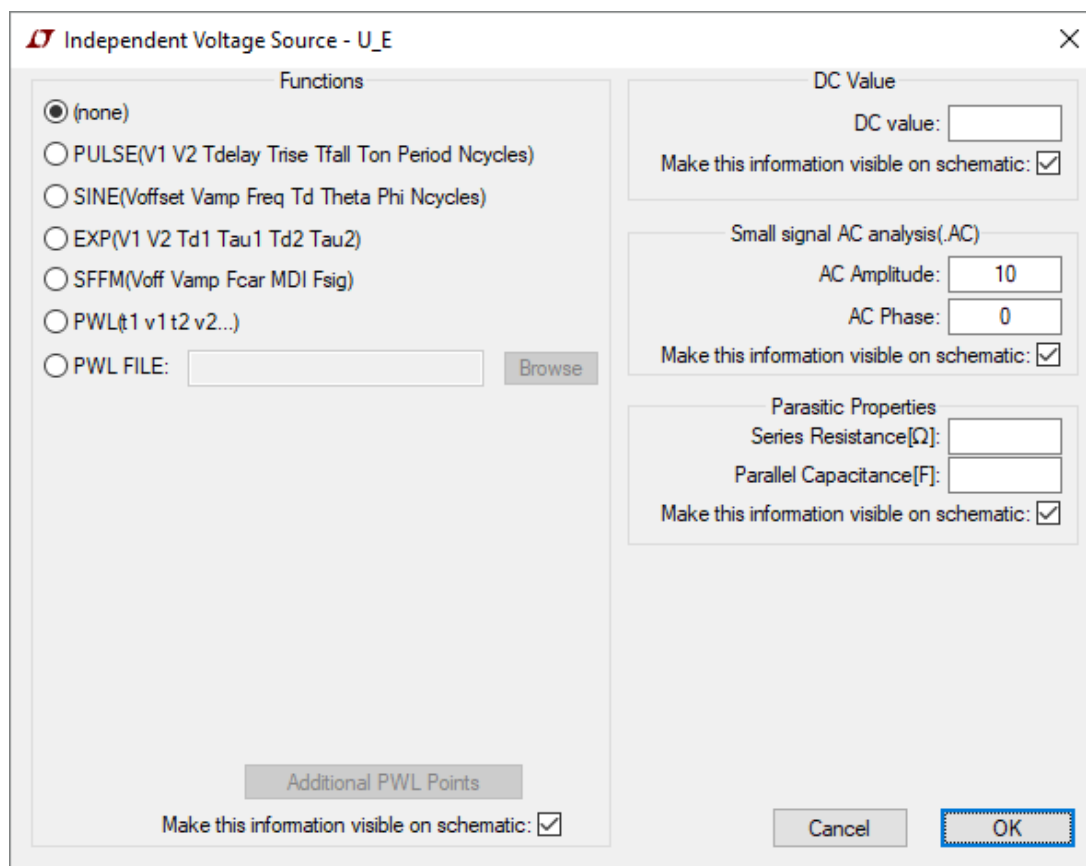 Independent Voltage Source - U_E
Functions
(none)
PULSE(V1 V2 Tdelay Trise Tfall Ton Period Ncycles)
SINE(Voffset Vamp Freq Td Theta Phi Ncycles)
EXP(V1 V2 Td1 Tau1 Td2 Tau2)
SFFM(Voff Vamp Fcar MDI Fsig)
PWL(t1 v1 t2 v2...)
PWL FILE:
Browse
Additional PWL Points
Make this information visible on schematic:
DC Value
DC value:
Make this information visible on schematic:
Small signal AC analysis(.AC)
AC Amplitude: 10
AC Phase: 0
Make this information visible on schematic:
Parasitic Properties
Series Resistance[Ω]:
Parallel Capacitance[F]:
Make this information visible on schematic:
Cancel OK